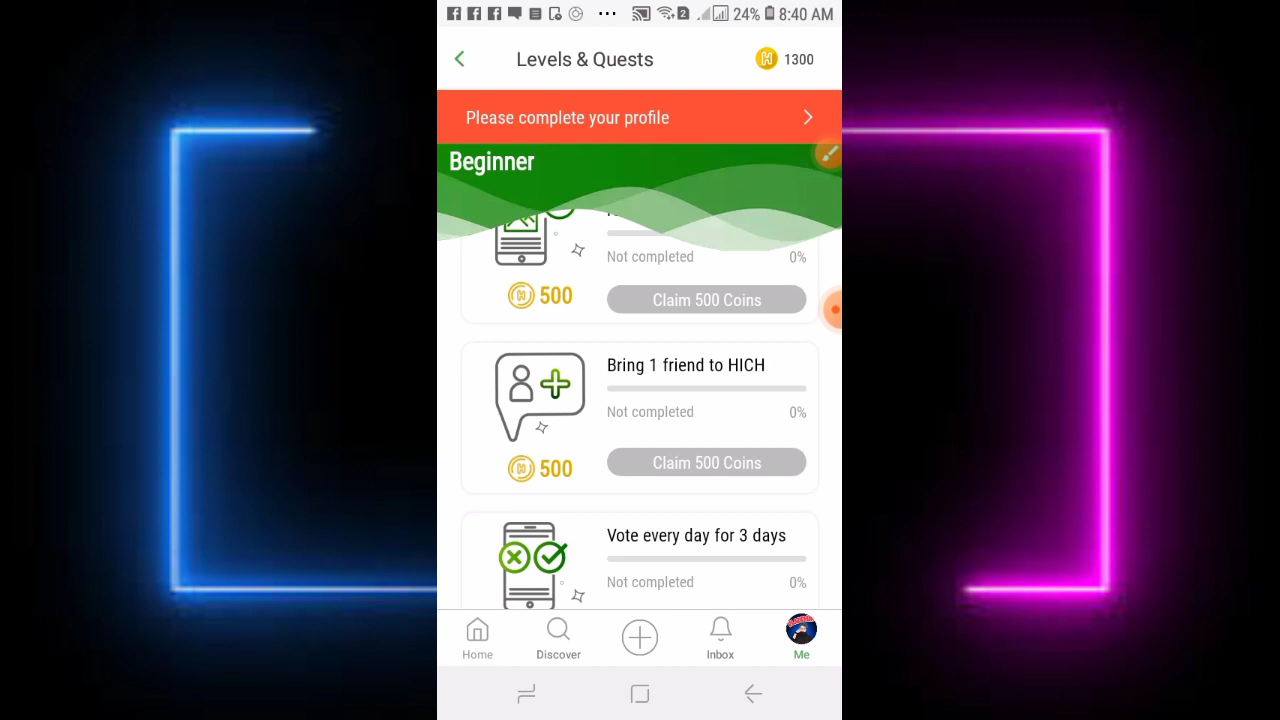 24% 8:40 AM
Levels & Quests 1300
Please complete your profile
Beginner
Not completed 0%
500 Claim 500 Coins
Bring 1 friend to HICH
Not completed 0%
500 Claim 500 Coins
Vote every day for 3 days
Not completed 0%
Home Discover Inbox Me